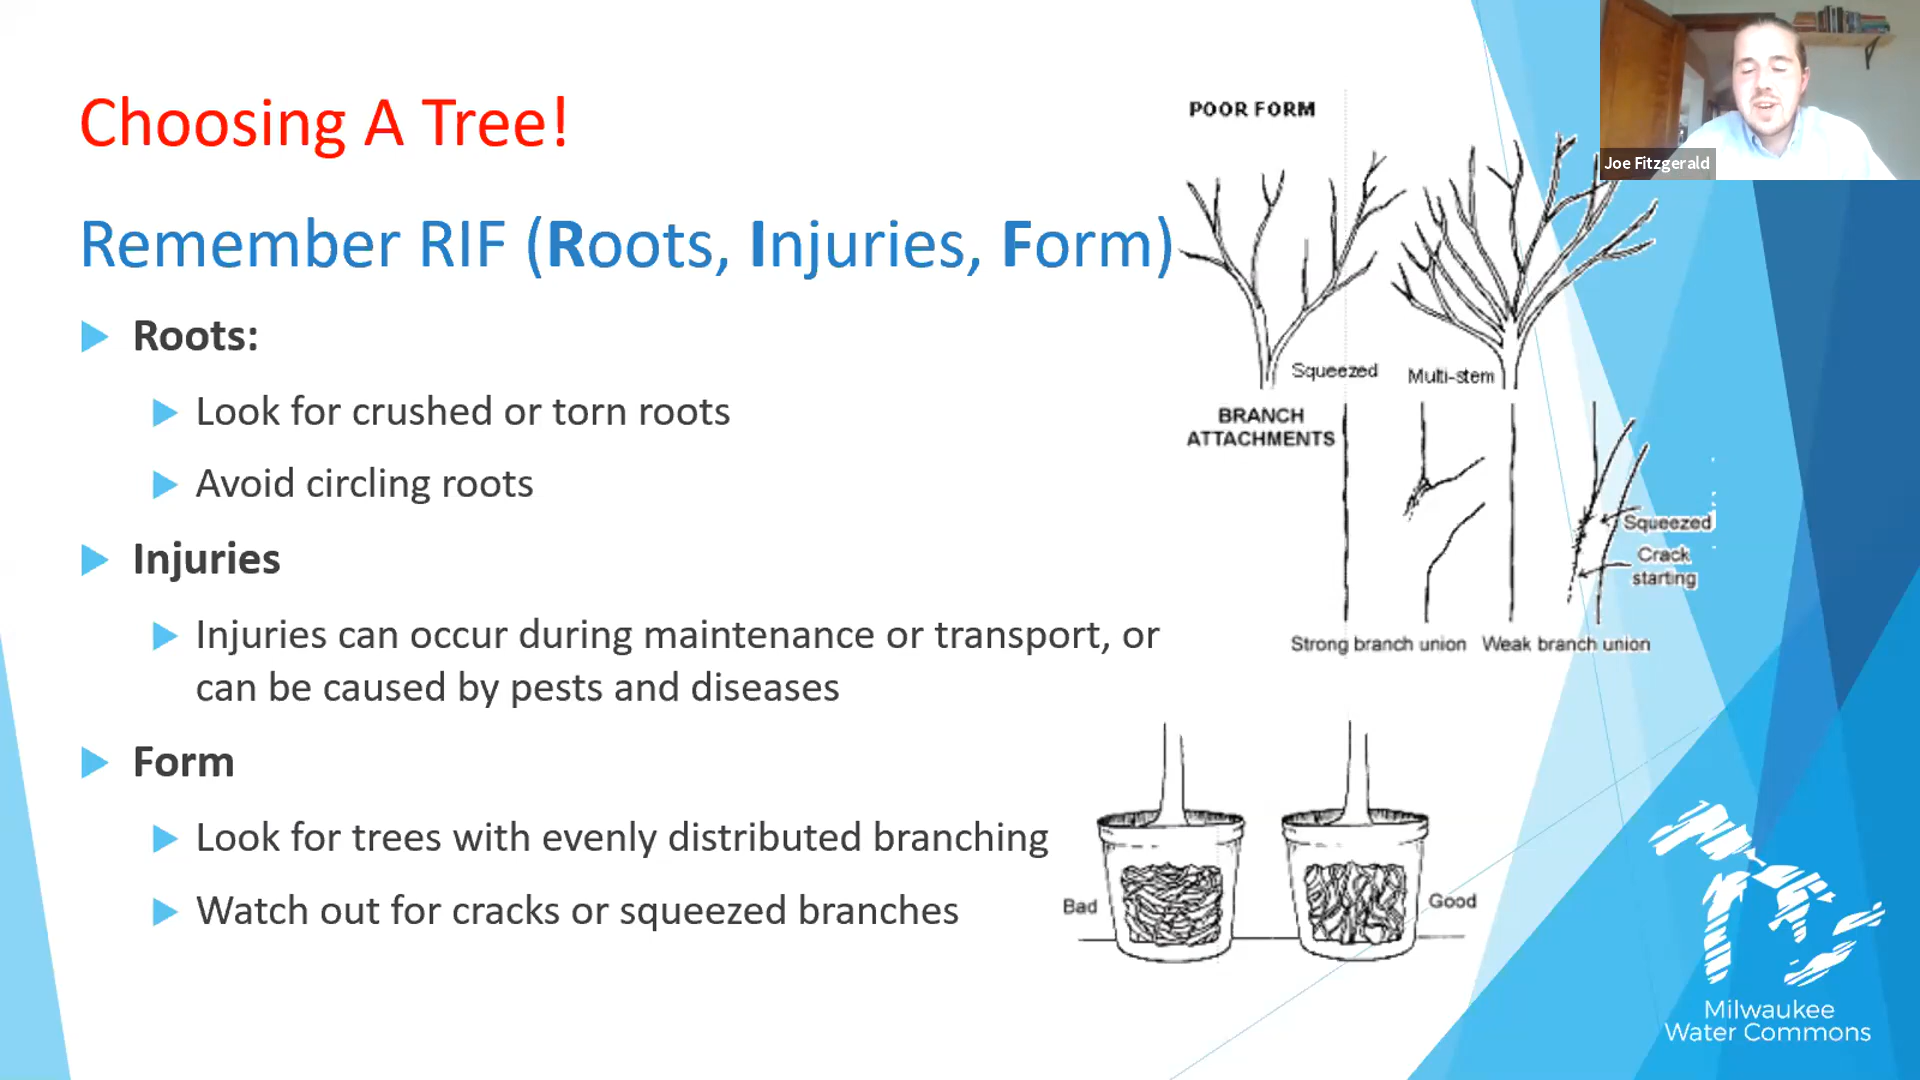 Choosing A Tree!
Remember RIF (Roots, Injuries, Form)
Roots:
Look for crushed or torn roots
Avoid circling roots
Injuries
Injuries can occur during maintenance or transport, or
can be caused by pests and diseases
Form
Look for trees with evenly distributed branching
Watch out for cracks or squeezed branches
POOR FORM
Squeezed
Multi-stem
BRANCH
ATTACHMENTS
Squeezed
Crack
starting
Strong branch union
Weak branch union
Bad
Good
Joe Fitzgerald
Milwaukee
Water Commons